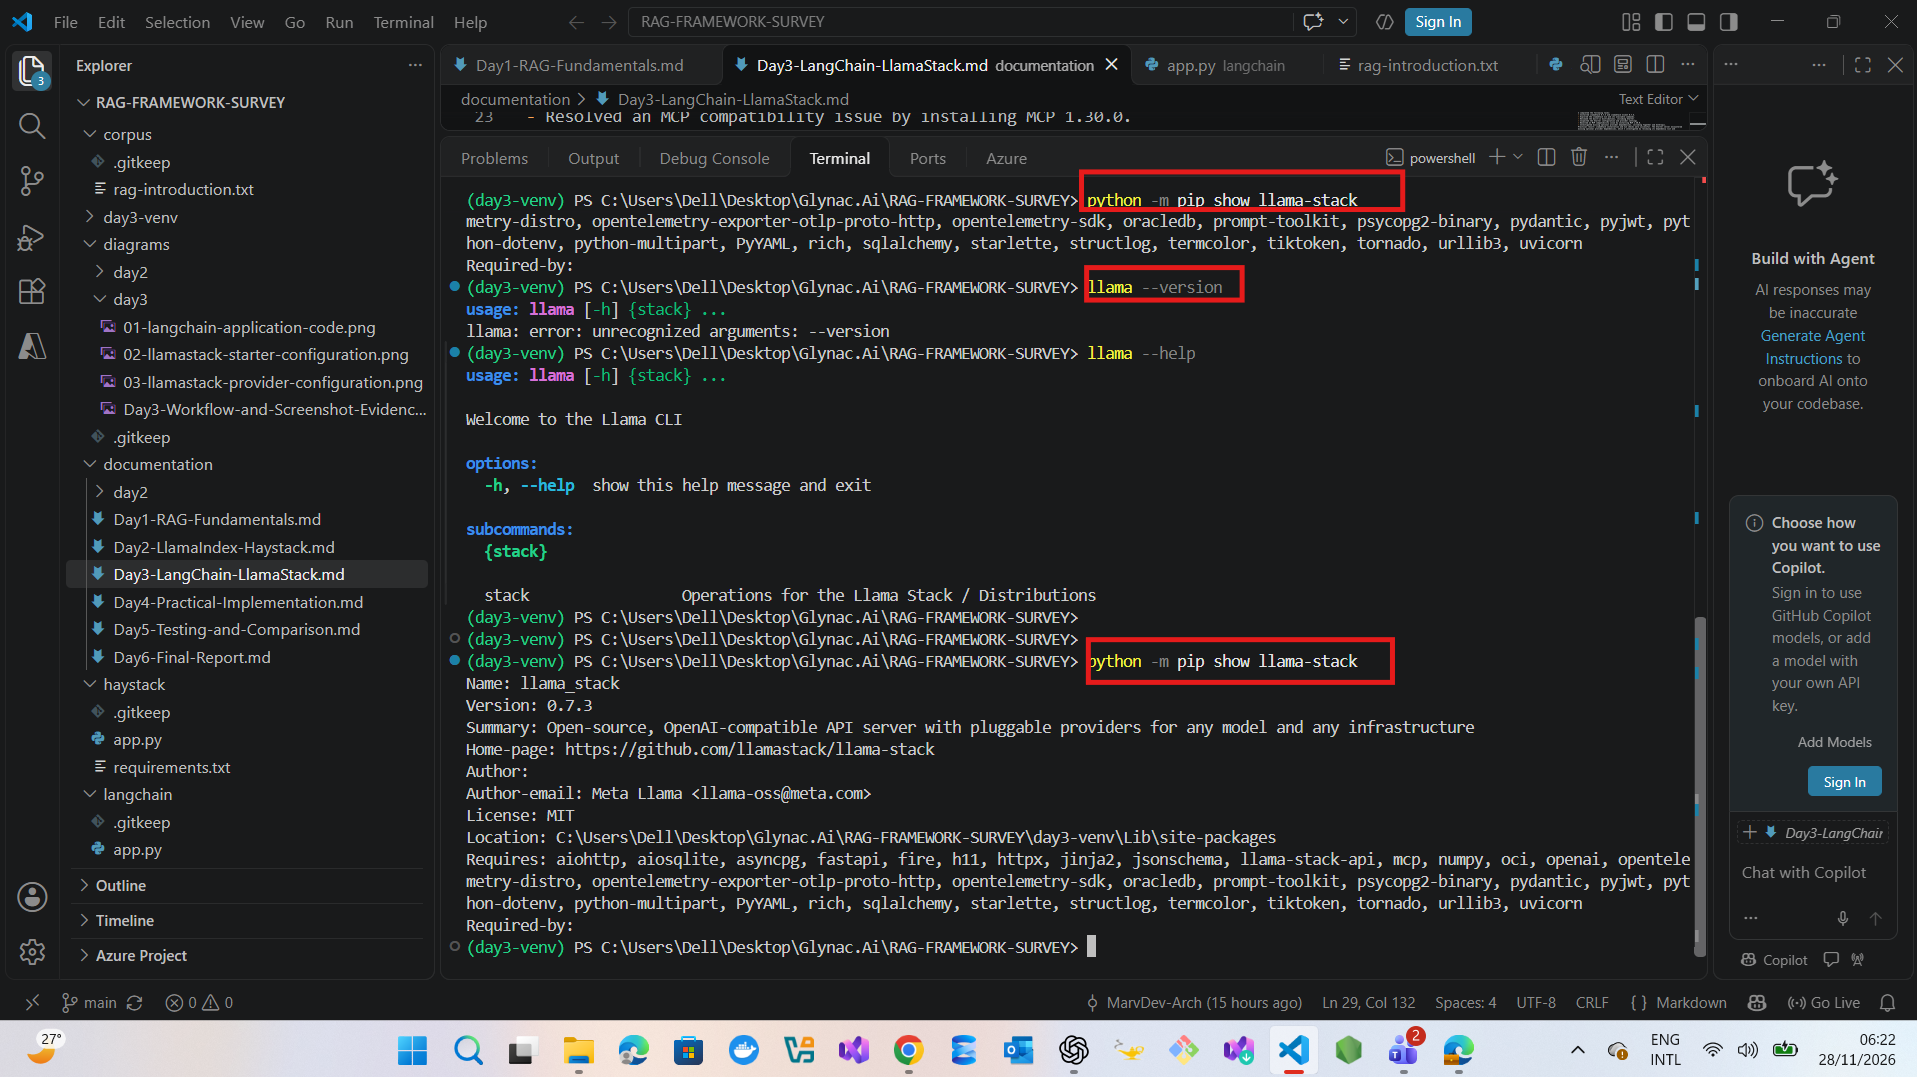 File Edit Selection View Go Run Terminal Help
RAG-FRAMEWORK-SURVEY
Sign In
Explorer
3
RAG-FRAMEWORK-SURVEY
corpus
.gitkeep
rag-introduction.txt
day3-venv
diagrams
day2
day3
01-langchain-application-code.png
02-llamastack-starter-configuration.png
03-llamastack-provider-configuration.png
Day3-Workflow-and-Screenshot-Evidenc...
.gitkeep
documentation
day2
Day1-RAG-Fundamentals.md
Day2-LlamaIndex-Haystack.md
Day3-LangChain-LlamaStack.md
Day4-Practical-Implementation.md
Day5-Testing-and-Comparison.md
Day6-Final-Report.md
haystack
.gitkeep
app.py
requirements.txt
langchain
.gitkeep
app.py
Outline
Timeline
Azure Project
Day1-RAG-Fundamentals.md
Day3-LangChain-LlamaStack.md documentation
app.py langchain
rag-introduction.txt
documentation > Day3-LangChain-LlamaStack.md
Text Editor
23 - Resolved an MCP compatibility issue by installing MCP 1.30.0.
Problems Output Debug Console Terminal Ports Azure
powershell
(day3-venv) PS C:\Users\Dell\Desktop\Glynac.Ai\RAG-FRAMEWORK-SURVEY> python -m pip show llama-stack
metry-distro, opentelemetry-exporter-otlp-proto-http, opentelemetry-sdk, oracledb, prompt-toolkit, psycopg2-binary, pydantic, pyjwt, pyt
hon-dotenv, python-multipart, PyYAML, rich, sqlalchemy, starlette, structlog, termcolor, tiktoken, tornado, urllib3, uvicorn
Required-by:
(day3-venv) PS C:\Users\Dell\Desktop\Glynac.Ai\RAG-FRAMEWORK-SURVEY> llama --version
usage: llama [-h] {stack} ...
llama: error: unrecognized arguments: --version
(day3-venv) PS C:\Users\Dell\Desktop\Glynac.Ai\RAG-FRAMEWORK-SURVEY> llama --help
usage: llama [-h] {stack} ...
Welcome to the Llama CLI
options:
-h, --help show this help message and exit
subcommands:
{stack}
stack Operations for the Llama Stack / Distributions
(day3-venv) PS C:\Users\Dell\Desktop\Glynac.Ai\RAG-FRAMEWORK-SURVEY>
(day3-venv) PS C:\Users\Dell\Desktop\Glynac.Ai\RAG-FRAMEWORK-SURVEY>
(day3-venv) PS C:\Users\Dell\Desktop\Glynac.Ai\RAG-FRAMEWORK-SURVEY> python -m pip show llama-stack
Name: llama_stack
Version: 0.7.3
Summary: Open-source, OpenAI-compatible API server with pluggable providers for any model and any infrastructure
Home-page: https://github.com/llamastack/llama-stack
Author:
Author-email: Meta Llama <llama-oss@meta.com>
License: MIT
Location: C:\Users\Dell\Desktop\Glynac.Ai\RAG-FRAMEWORK-SURVEY\day3-venv\Lib\site-packages
Requires: aiohttp, aiosqlite, asyncpg, fastapi, fire, h11, httpx, jinja2, jsonschema, llama-stack-api, mcp, numpy, oci, openai, opentele
metry-distro, opentelemetry-exporter-otlp-proto-http, opentelemetry-sdk, oracledb, prompt-toolkit, psycopg2-binary, pydantic, pyjwt, pyt
hon-dotenv, python-multipart, PyYAML, rich, sqlalchemy, starlette, structlog, termcolor, tiktoken, tornado, urllib3, uvicorn
Required-by:
(day3-venv) PS C:\Users\Dell\Desktop\Glynac.Ai\RAG-FRAMEWORK-SURVEY>
Build with Agent
AI responses may
be inaccurate
Generate Agent
Instructions to
onboard AI onto
your codebase.
Choose how
you want to use
Copilot.
Sign in to use
GitHub Copilot
models, or add
a model with
your own API
key.
Add Models
Sign In
Day3-LangChair
Chat with Copilot
Copilot
main
0 0
MarvDev-Arch (15 hours ago)
Ln 29, Col 132
Spaces: 4
UTF-8
CRLF
{ } Markdown
Go Live
27°
2
ENG
INTL
06:22
28/11/2026